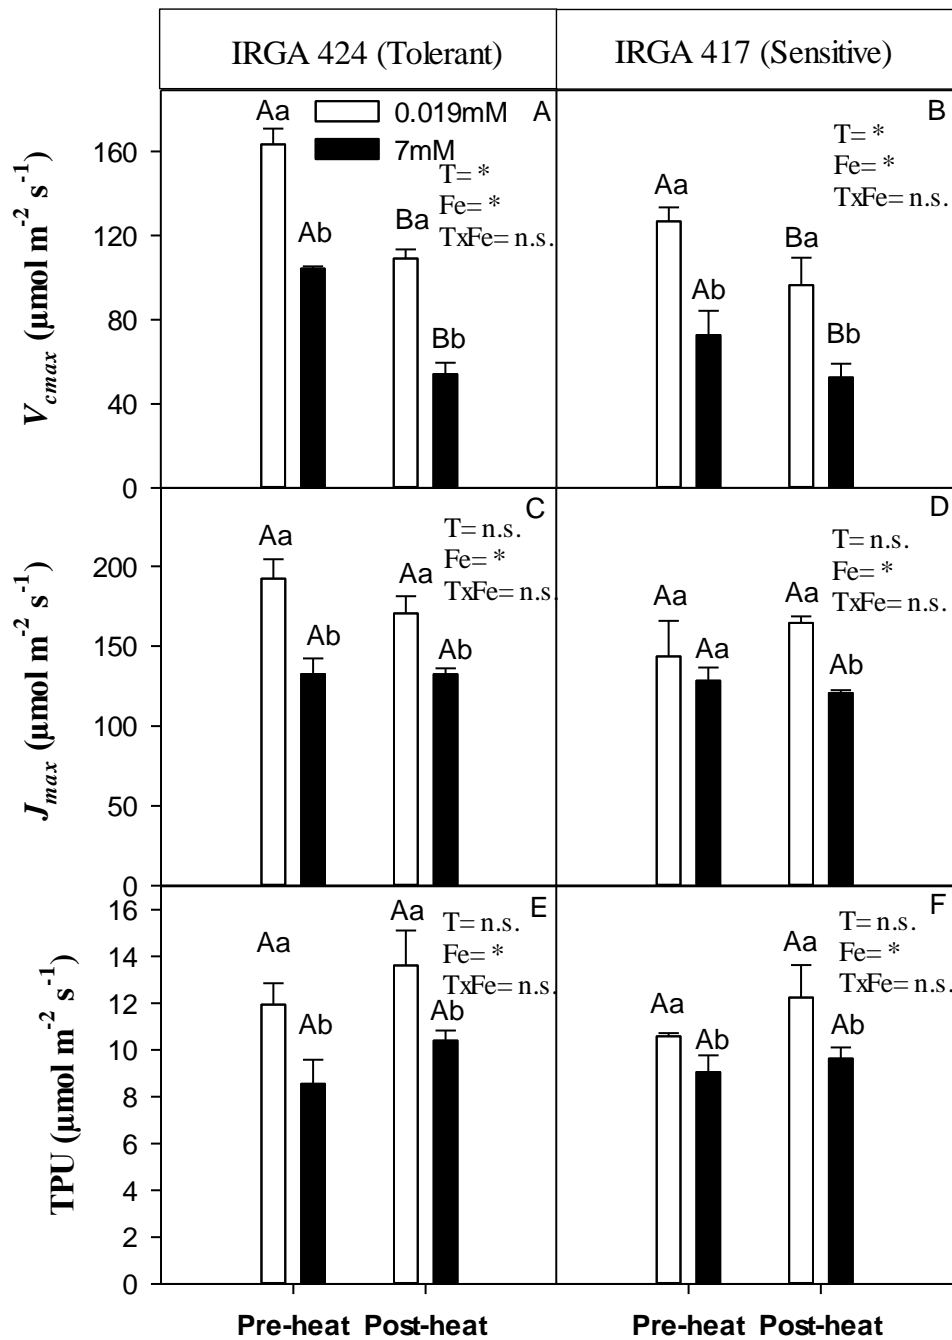 IRGA 424 (Tolerant) IRGA 417 (Sensitive)
Vcmax (µmol m-2 s-1)
160
120
80
40
0
Aa
0.019mM
7mM
A
T= *
Fe= *
TxFe= n.s.
Ab
Ba
Bb
B
T= *
Fe= *
TxFe= n.s.
Aa
Ab
Ba
Bb
Jmax (µmol m-2 s-1)
200
150
100
50
0
C
T= n.s.
Fe= *
TxFe= n.s.
Aa
Ab
Aa
Ab
D
T= n.s.
Fe= *
TxFe= n.s.
Aa
Aa
Aa
Ab
TPU (µmol m-2 s-1)
16
14
12
10
8
6
4
2
0
E
T= n.s.
Fe= *
TxFe= n.s.
Aa
Ab
Aa
Ab
F
T= n.s.
Fe= *
TxFe= n.s.
Aa
Ab
Aa
Ab
Pre-heat Post-heat Pre-heat Post-heat